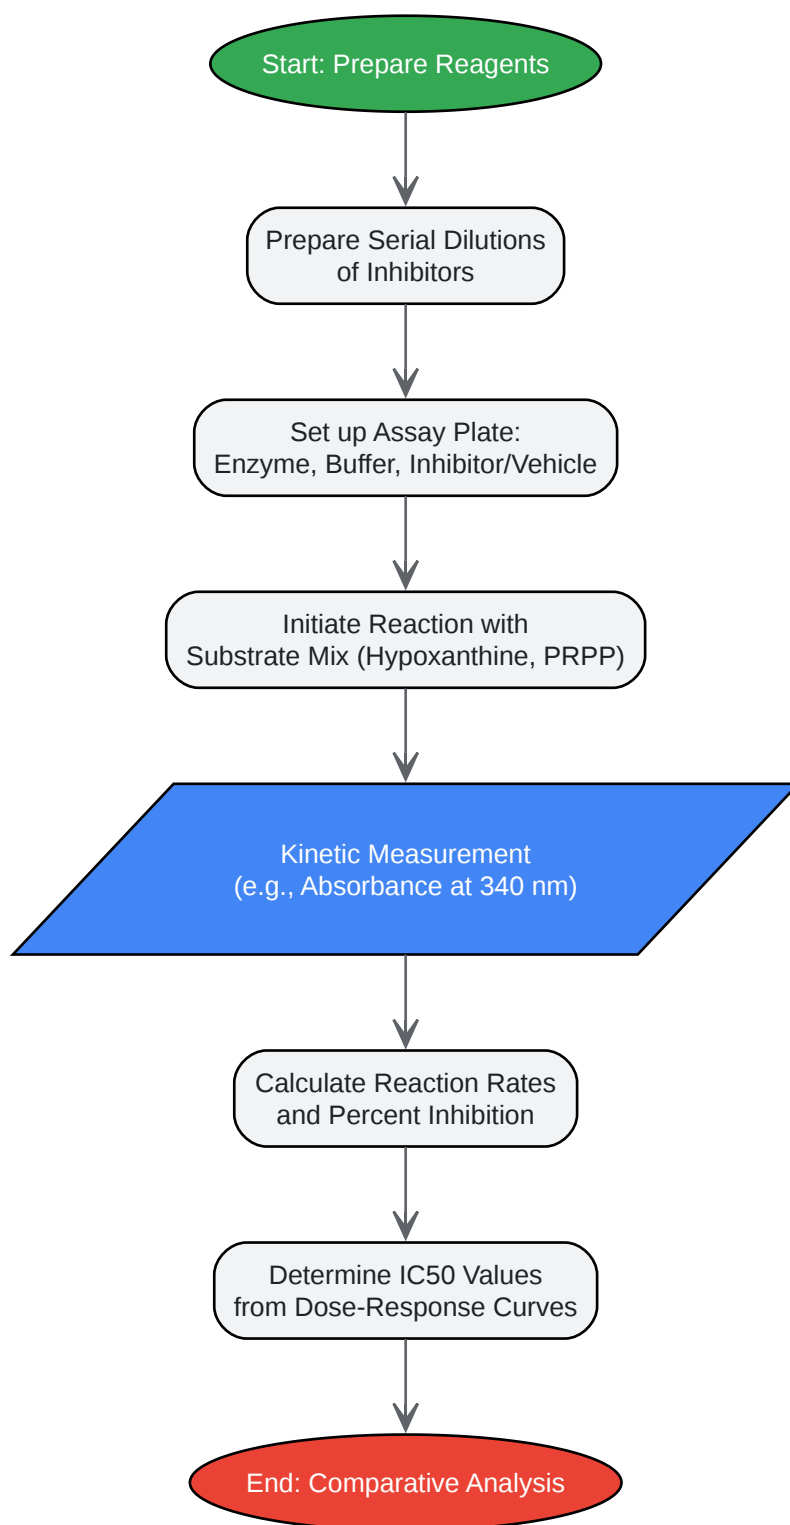 Start: Prepare Reagents
Prepare Serial Dilutions
of Inhibitors
Set up Assay Plate:
Enzyme, Buffer, Inhibitor/Vehicle
Initiate Reaction with
Substrate Mix (Hypoxanthine, PRPP)
Kinetic Measurement
(e.g., Absorbance at 340 nm)
Calculate Reaction Rates
and Percent Inhibition
Determine IC50 Values
from Dose-Response Curves
End: Comparative Analysis